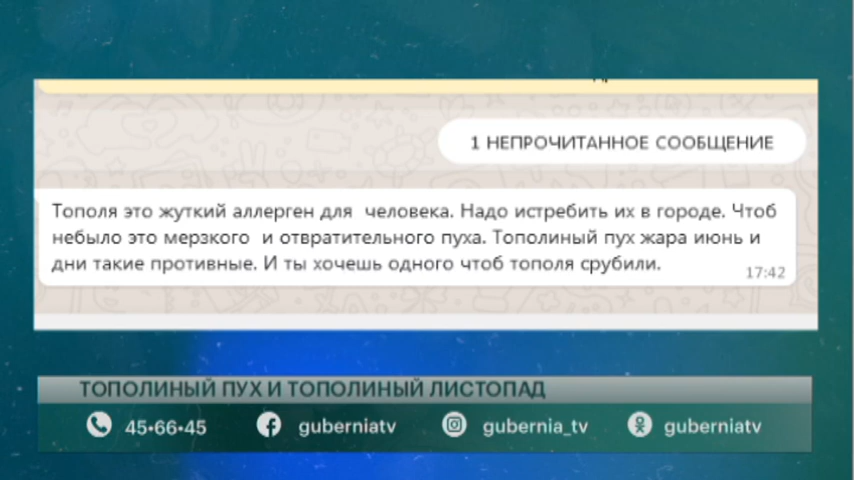 1 НЕПРОЧИТАННОЕ СООБЩЕНИЕ
Тополя это жуткий аллерген для человека. Надо истребить их в городе. Чтоб
небыло это мерзкого и отвратительного пуха. Тополиный пух жара июнь и
дни такие противные. И ты хочешь одного чтоб тополя срубили.
17:42
ТОПОЛИНЫЙ ПУХ И ТОПОЛИНЫЙ ЛИСТОПАД
45•66•45 guberniatv gubernia_tv guberniatv